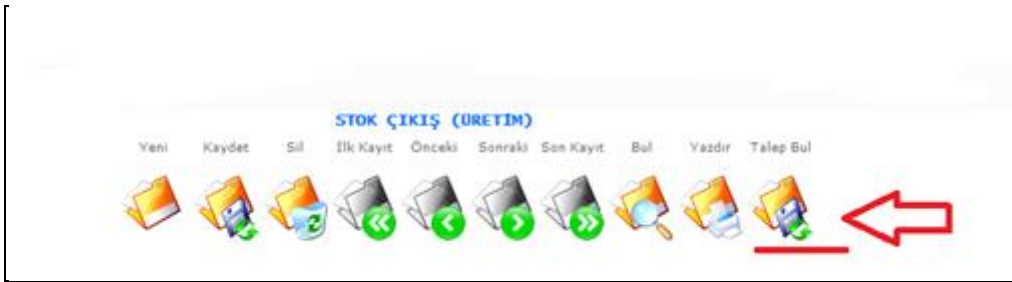 STOK ÇIKIŞ (ÜRETİM)
Yeni Kaydet Sil İlk Kayıt Önceki Sonraki Son Kayıt Bul Yazdır Talep Bul